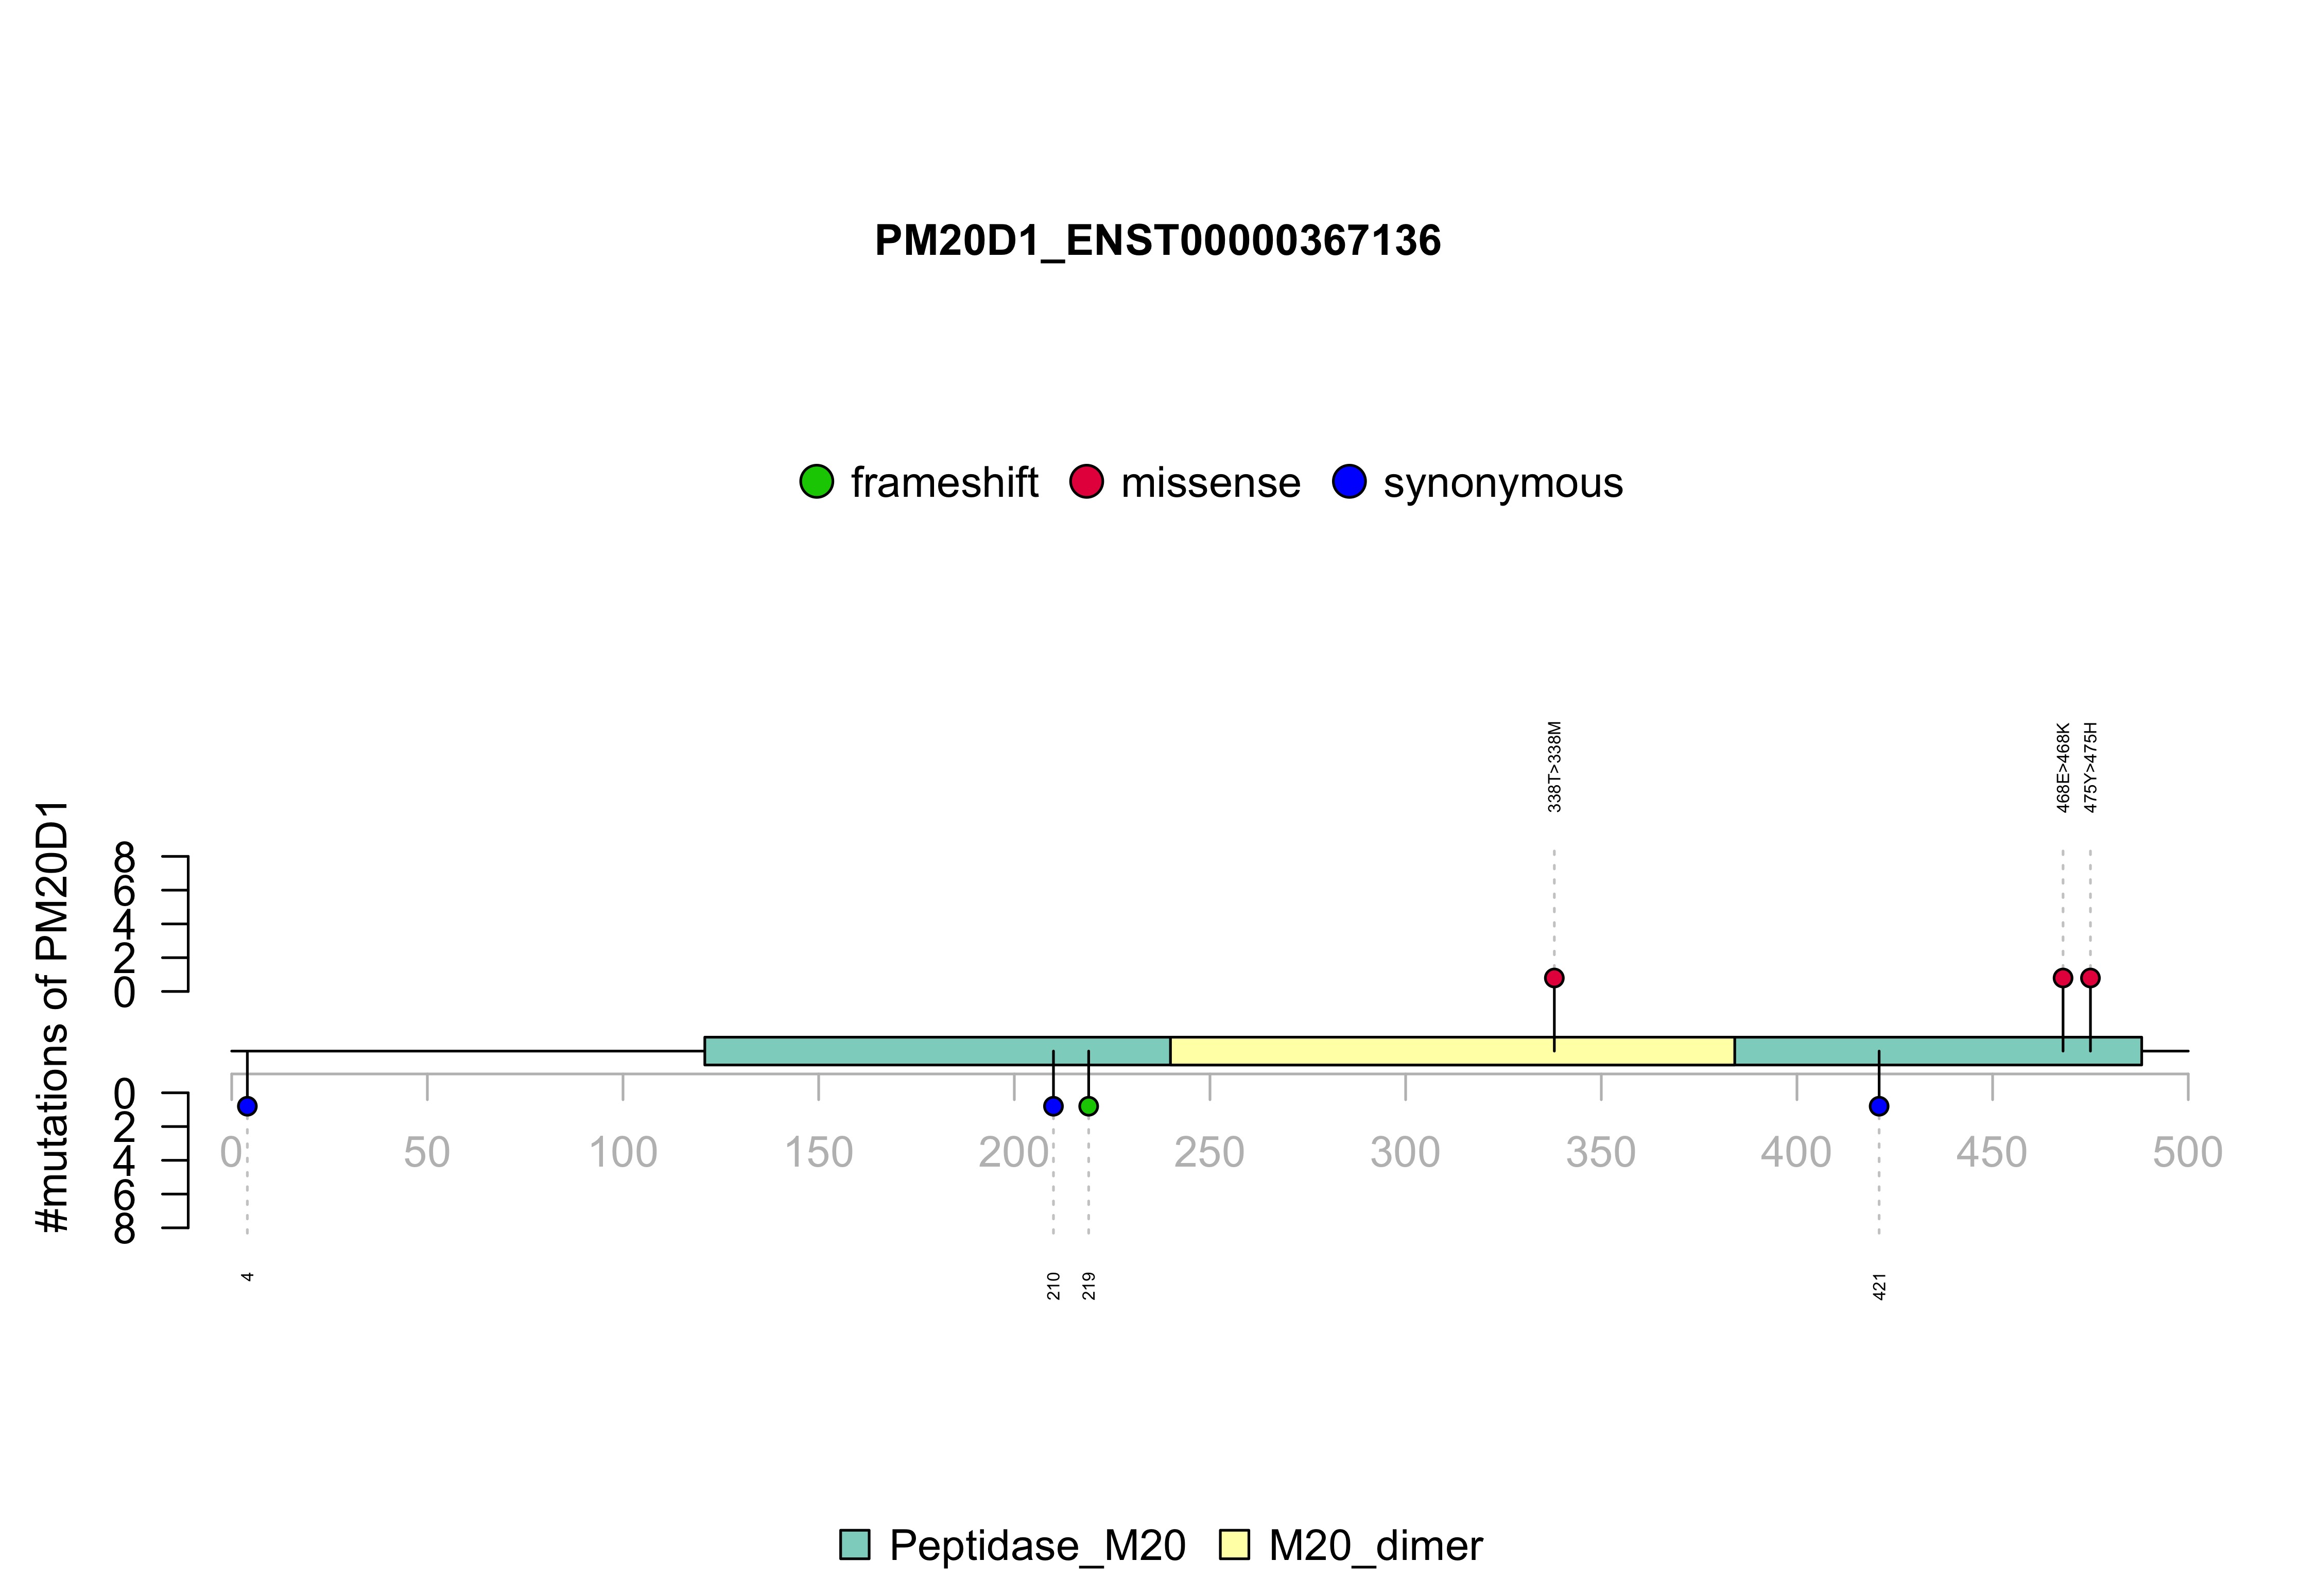 PM20D1_ENST00000367136
frameshift missense synonymous
338T>338M
468E>468K
475Y>475H
#mutations of PM20D1
8
6
4
2
0
0
2
4
6
8
0 50 100 150 200 250 300 350 400 450 500
4
210
219
421
Peptidase_M20 M20_dimer